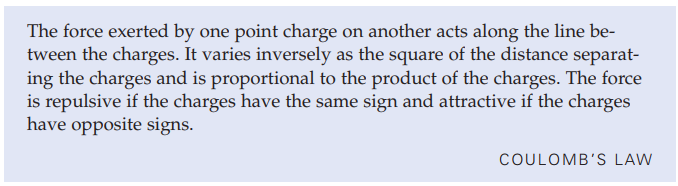 The force exerted by one point charge on another acts along the line be-
tween the charges. It varies inversely as the square of the distance separat-
ing the charges and is proportional to the product of the charges. The force
is repulsive if the charges have the same sign and attractive if the charges
have opposite signs.
COULOMB'S LAW